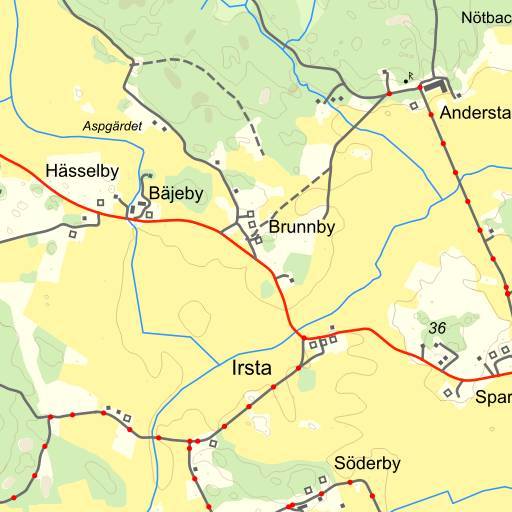 Nötbac
R
Andersta
Aspgärdet
Hässelby
Bäjeby
Brunnby
36
Irsta
Spar
Söderby